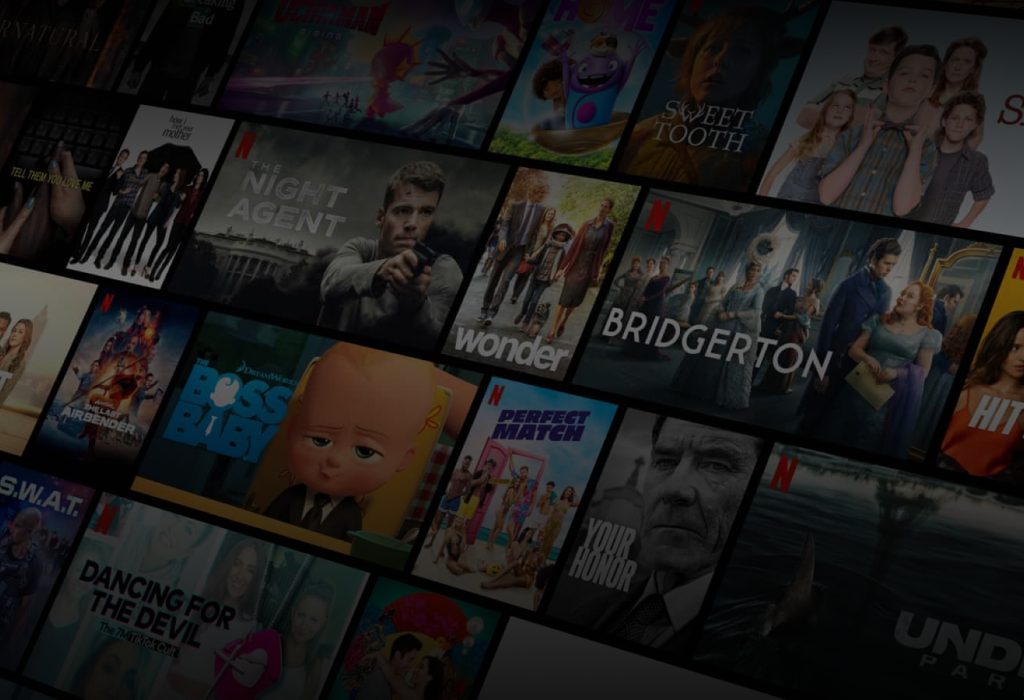 Bad
HOME
SWEET
TOOTH
TELL THEM YOU LOVE ME
how i
met your
mother
N
THE
NIGHT
AGENT
wonder
N
BRIDGERTON
N
HIT
N
AIRBENDER
DREAMWORKS
THE
BOSS
BABY
N
PERFECT
MATCH
YOUR
HONOR
N
S.W.A.T.
N
DANCING FOR
THE DEVIL
The 7M TikTok Cult
UND
PAR